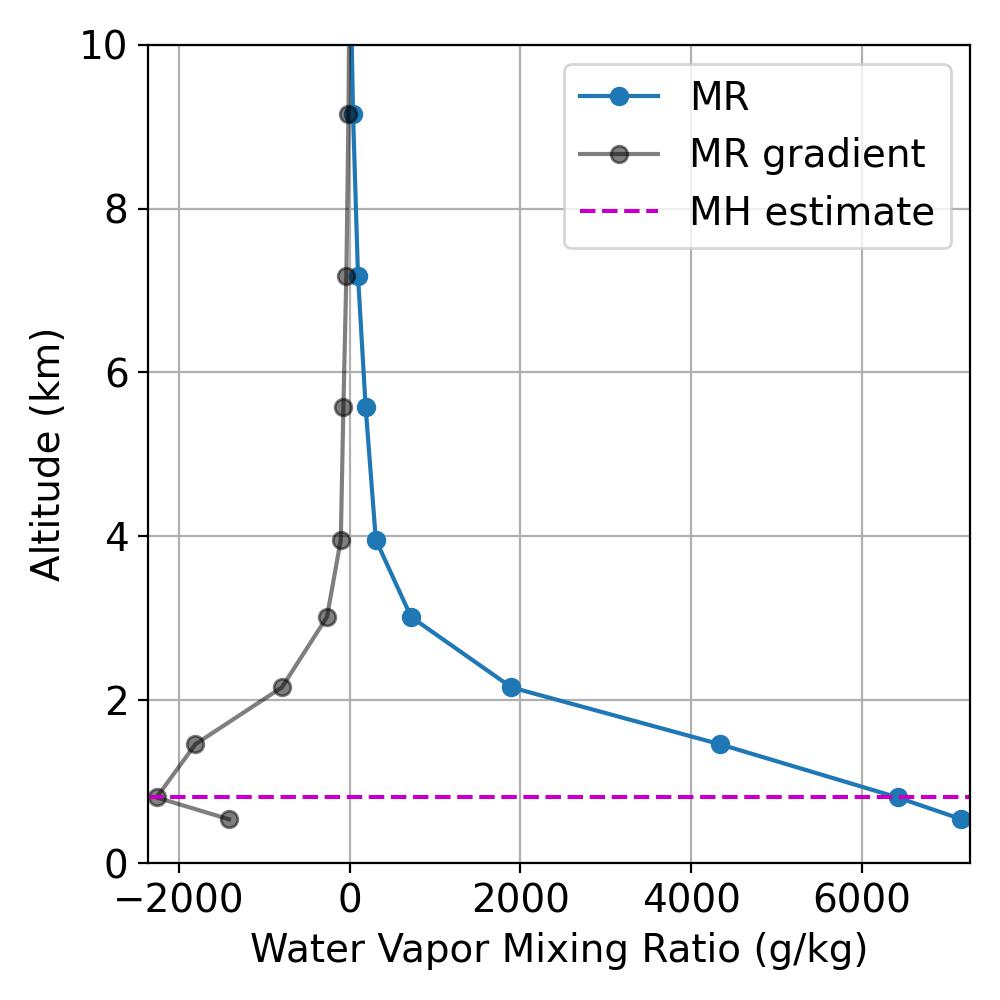 10
8
6
4
2
0
Altitude (km)
MR
MR gradient
MH estimate
−2000 0 2000 4000 6000
Water Vapor Mixing Ratio (g/kg)